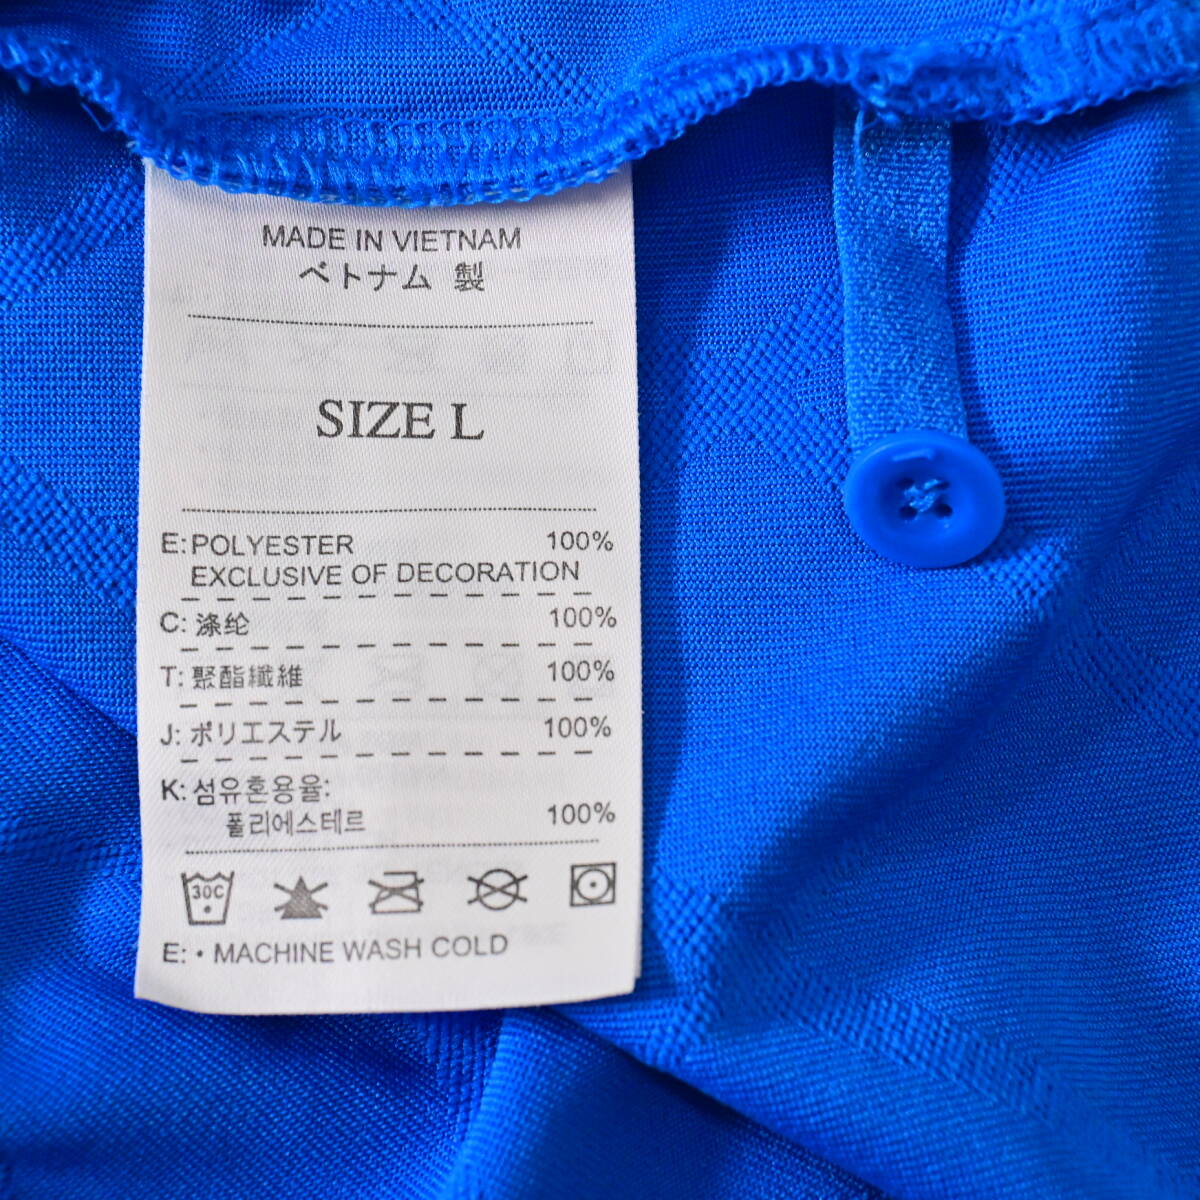 MADE IN VIETNAM
ベトナム 製
SIZE L
E: POLYESTER 100%
EXCLUSIVE OF DECORATION
C: 涤纶 100%
T: 聚酯纖維 100%
J: ポリエステル 100%
K: 섬유혼용율:
폴리에스테르 100%
30C
E: • MACHINE WASH COLD